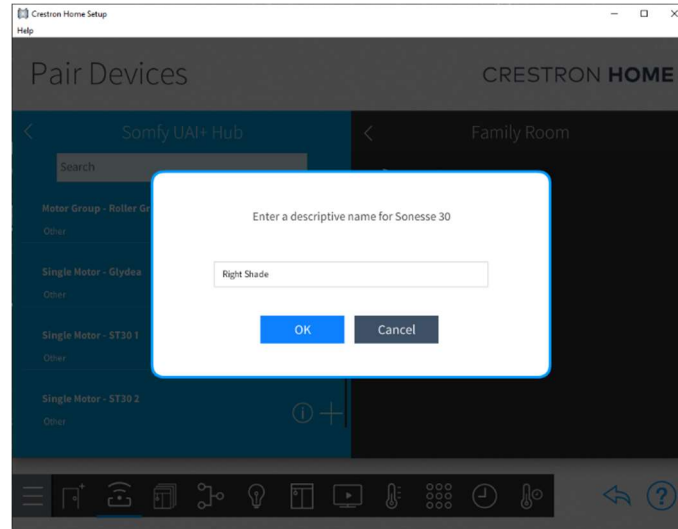 Crestron Home Setup
Help
Pair Devices
CRESTRON HOME
Somfy UAI+ Hub
Family Room
Search
Motor Group - Roller Gr
Other
Enter a descriptive name for Sonesse 30
Single Motor - Glydea
Other
Right Shade
Single Motor - ST30 1
Other
OK
Cancel
Single Motor - ST30 2
Other